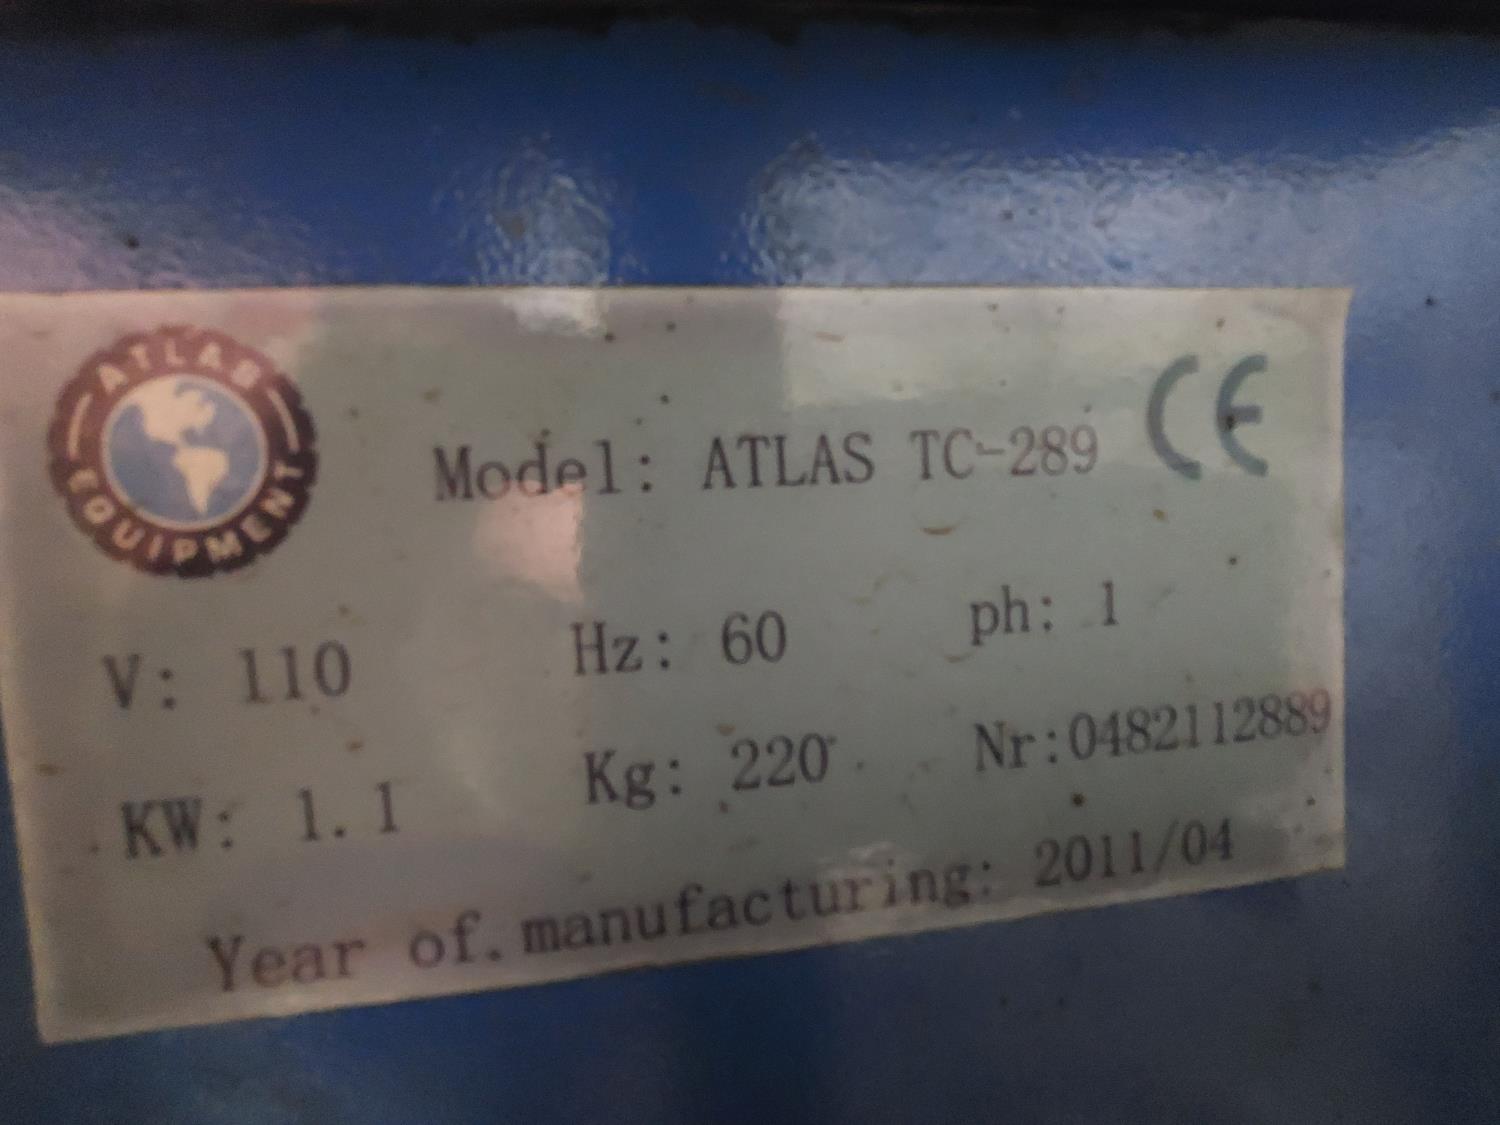 ATLAS
EQUIPMENT
Model: ATLAS TC-289 CE
V: 110 Hz: 60 ph: 1
KW: 1.1 Kg: 220 Nr:0482112889
Year of.manufacturing: 2011/04